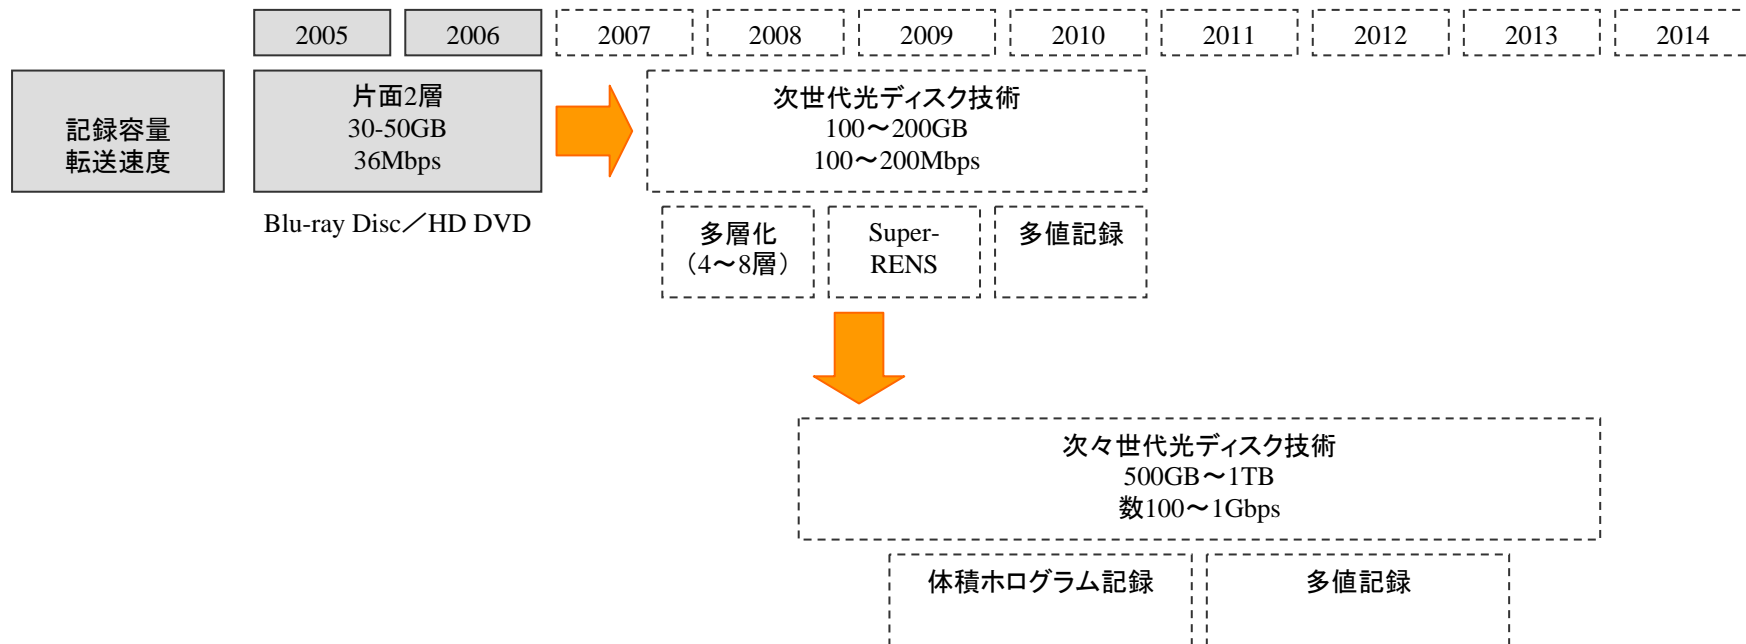 2005 2006 2007 2008 2009 2010 2011 2012 2013 2014
記録容量
転送速度
片面2層
30-50GB
36Mbps
次世代光ディスク技術
100～200GB
100～200Mbps
Blu-ray Disc／HD DVD
多層化
（4～8層）
Super-
RENS
多値記録
次々世代光ディスク技術
500GB～1TB
数100～1Gbps
体積ホログラム記録
多値記録